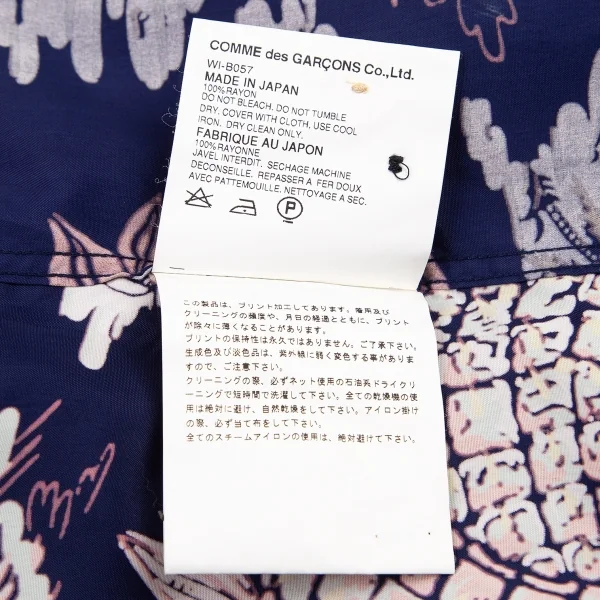 COMME des GARÇONS Co.,Ltd.
WI-B057
MADE IN JAPAN
100% RAYON
DO NOT BLEACH. DO NOT TUMBLE
DRY. COVER WITH CLOTH. USE COOL
IRON. DRY CLEAN ONLY.
FABRIQUE AU JAPON
100% RAYONNE
JAVEL INTERDIT. SECHAGE MACHINE
DECONSEILLE. REPASSER A FER DOUX
AVEC PATTEMOUILLE. NETTOYAGE A SEC.
P
この製品は、プリント加工してあります。着用及び
クリーニングの頻度や、月日の経過とともに、プリント
が除々に薄くなることがあります。
プリントの保持性は永久ではありません。ご了承下さい。
生成色及び淡色品は、紫外線に弱く変色する事がありま
すので、ご注意下さい。
クリーニングの際、必ずネット使用の石油系ドライクリ
ーニングで短時間で洗濯して下さい。全ての乾燥機の使
用は絶対に避け、自然乾燥をして下さい。アイロン掛け
の際、必ず当て布をして下さい。
全てのスチームアイロンの使用は、絶対避けて下さい。